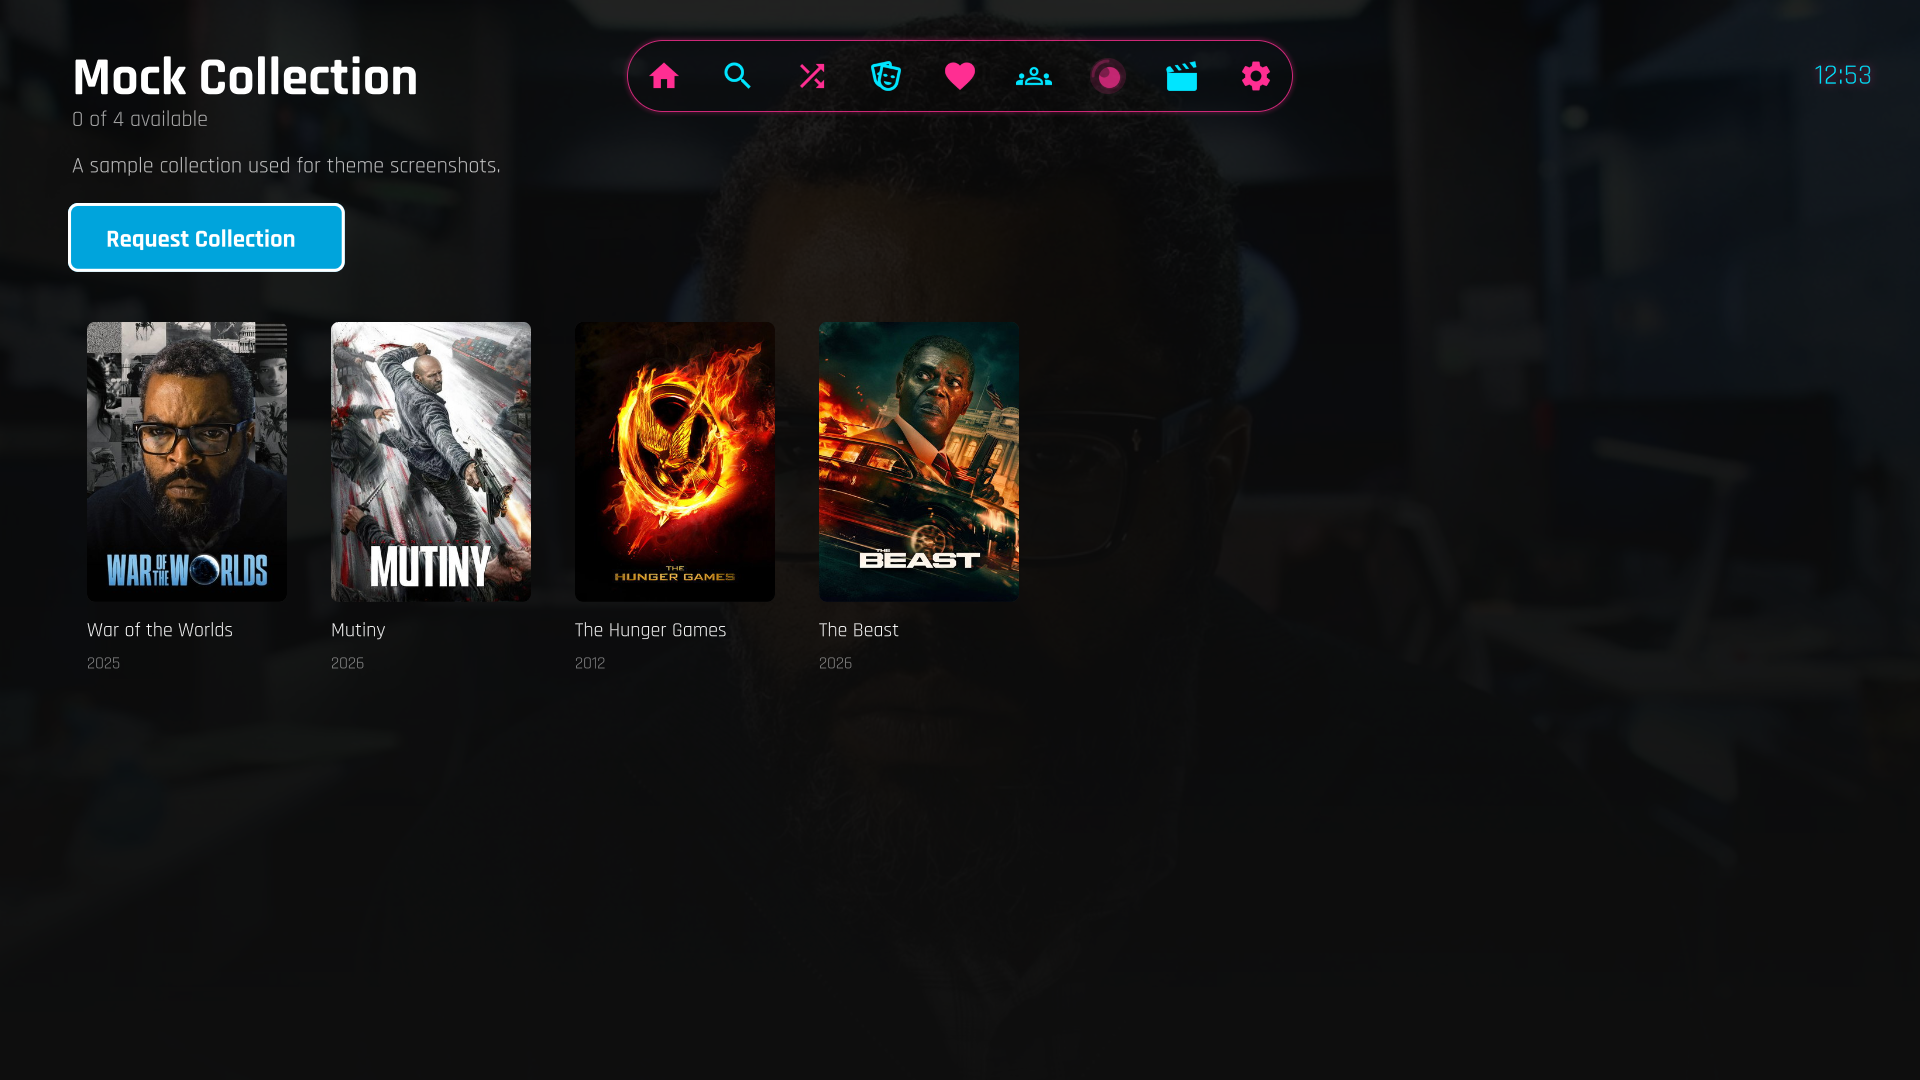 Mock Collection
12:53
0 of 4 available
A sample collection used for theme screenshots.
Request Collection
WAR OF THE WORLDS
MUTINY
THE
HUNGER GAMES
THE
BEAST
War of the Worlds
Mutiny
The Hunger Games
The Beast
2025
2026
2012
2026